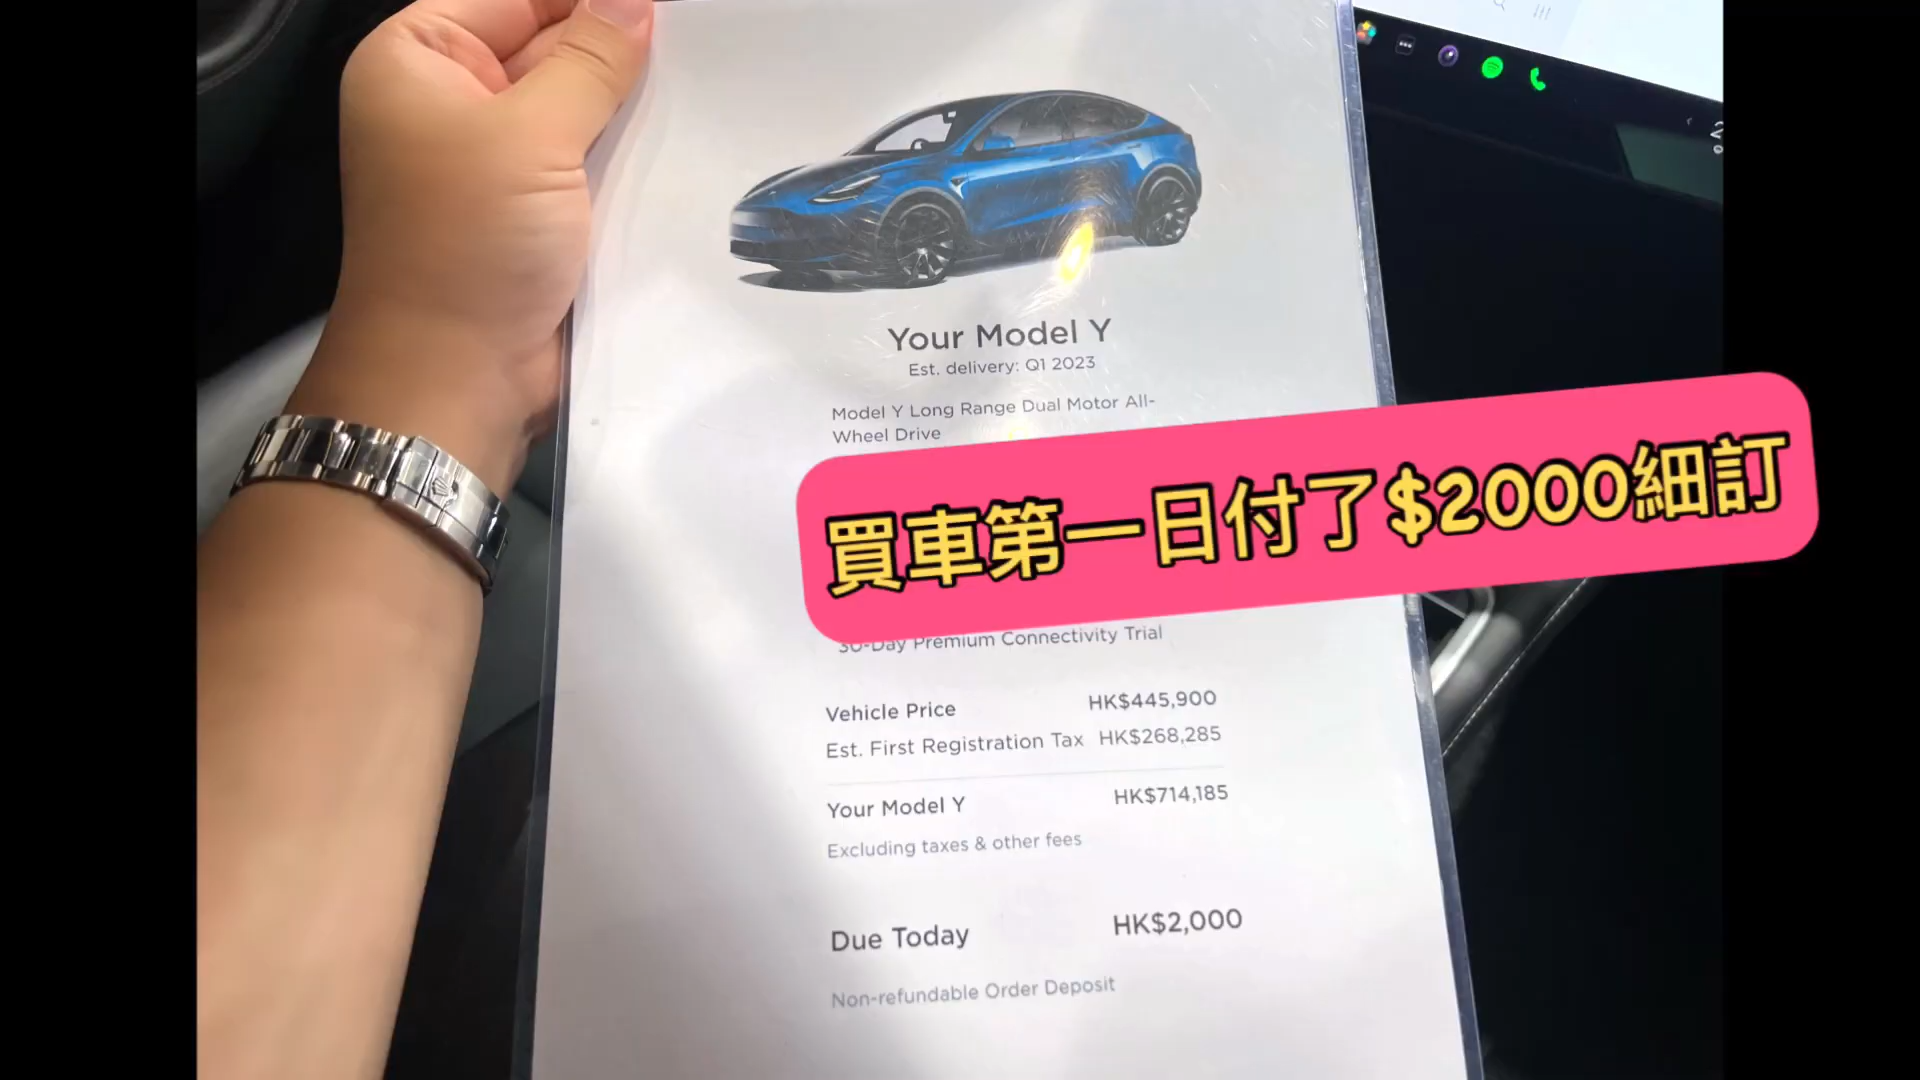 Your Model Y
Est. delivery: Q1 2023
Model Y Long Range Dual Motor All-
Wheel Drive
買車第一日付了$2000細訂
30-Day Premium Connectivity Trial
Vehicle Price HK$445,900
Est. First Registration Tax HK$268,285
Your Model Y HK$714,185
Excluding taxes & other fees
Due Today HK$2,000
Non-refundable Order Deposit